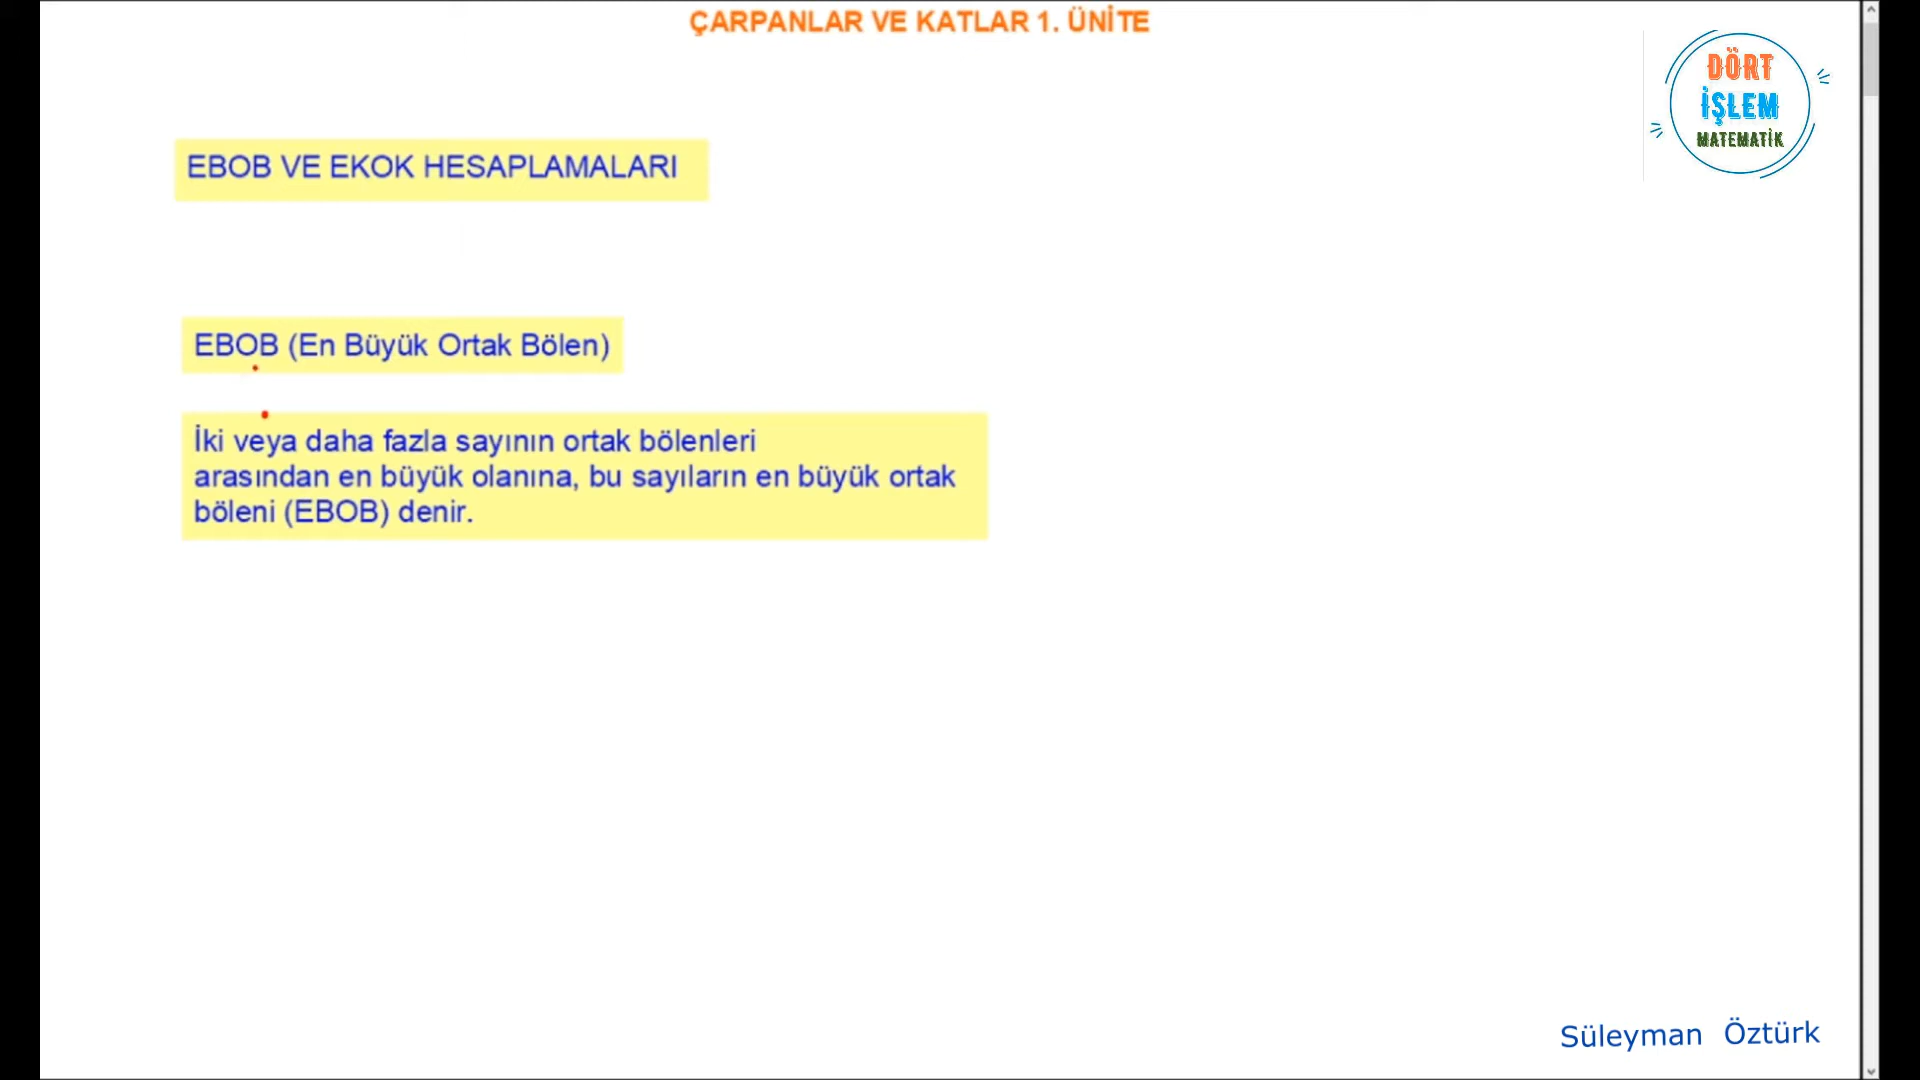 ÇARPANLAR VE KATLAR 1. ÜNİTE
DÖRT
İŞLEM
MATEMATİK
EBOB VE EKOK HESAPLAMALARI
EBOB (En Büyük Ortak Bölen)
İki veya daha fazla sayının ortak bölenleri
arasından en büyük olanına, bu sayıların en büyük ortak
böleni (EBOB) denir.
Süleyman Öztürk